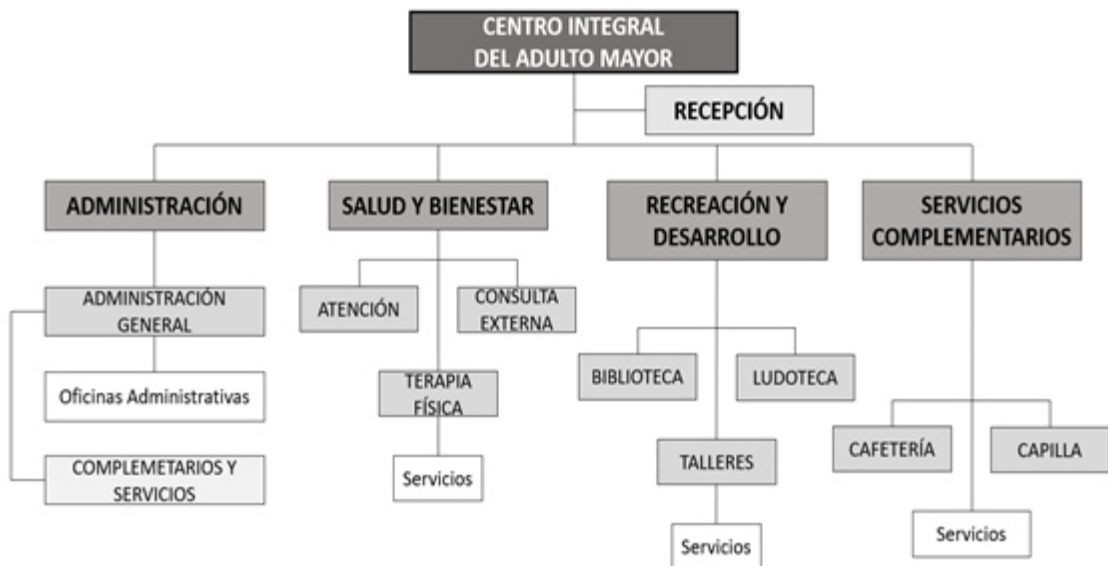 CENTRO INTEGRAL
DEL ADULTO MAYOR
RECEPCIÓN
ADMINISTRACIÓN
SALUD Y BIENESTAR
RECREACIÓN Y
DESARROLLO
SERVICIOS
COMPLEMENTARIOS
ADMINISTRACIÓN
GENERAL
Oficinas Administrativas
COMPLEMETARIOS Y
SERVICIOS
ATENCIÓN
CONSULTA
EXTERNA
TERAPIA
FÍSICA
Servicios
BIBLIOTECA
LUDOTECA
TALLERES
Servicios
CAFETERÍA
CAPILLA
Servicios